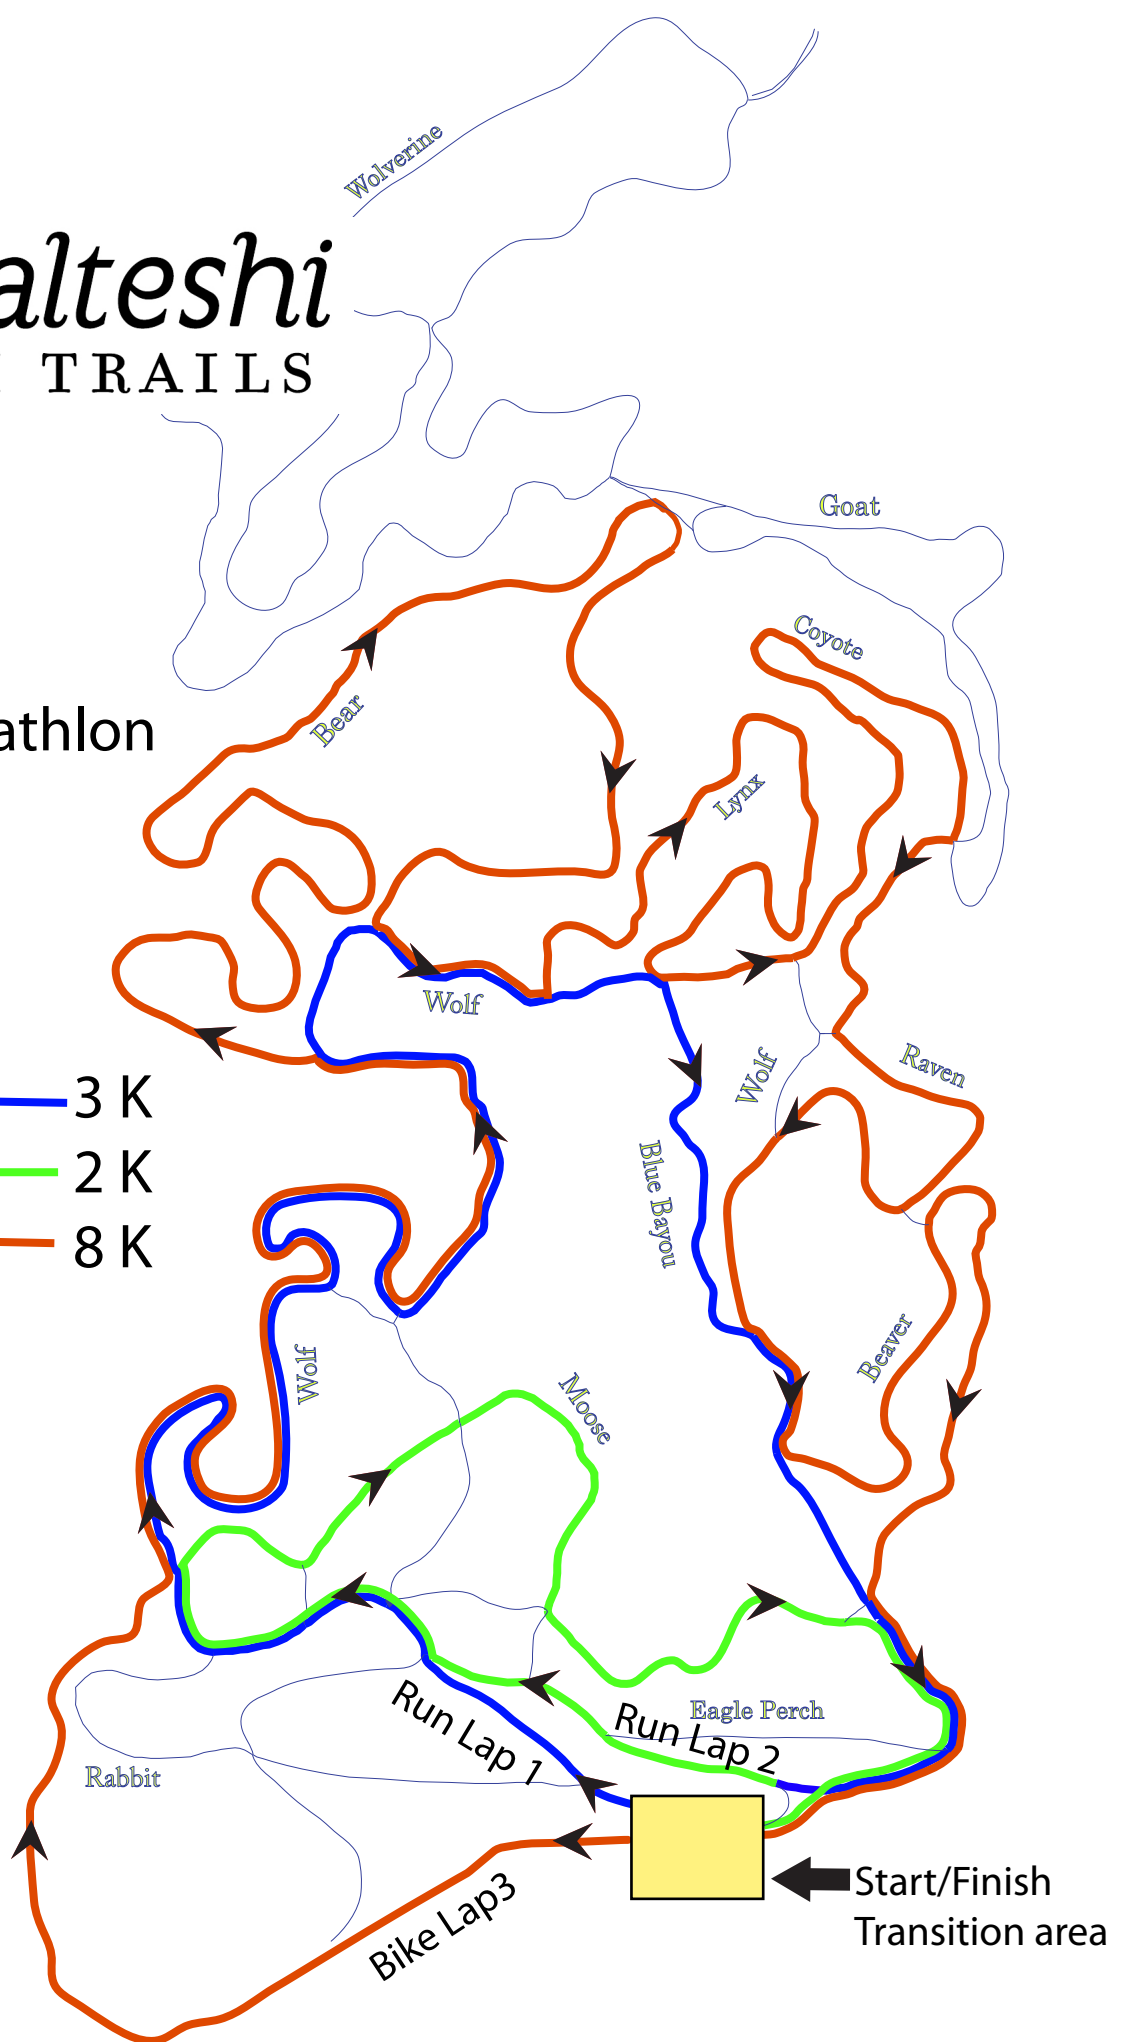 Wolverine
alteshi
TRAILS
Goat
Coyote
athlon
Bear
Lynx
Wolf
Wolf
Raven
3 K
2 K
8 K
Blue Bayou
Beaver
Wolf
Moose
Run Lap 1
Run Lap 2
Eagle Perch
Rabbit
Bike Lap3
Start/Finish
Transition area